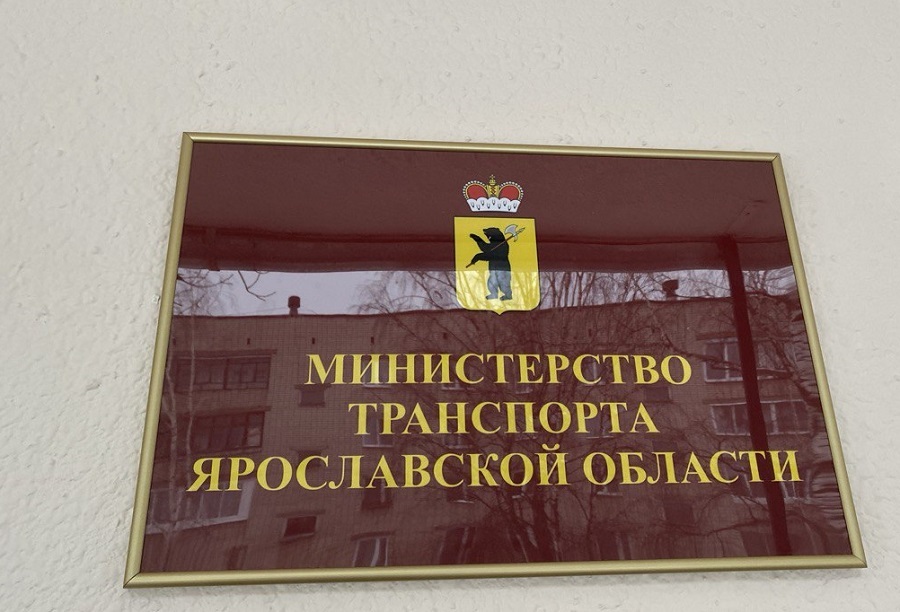 МИНИСТЕРСТВО
ТРАНСПОРТА
ЯРОСЛАВСКОЙ ОБЛАСТИ